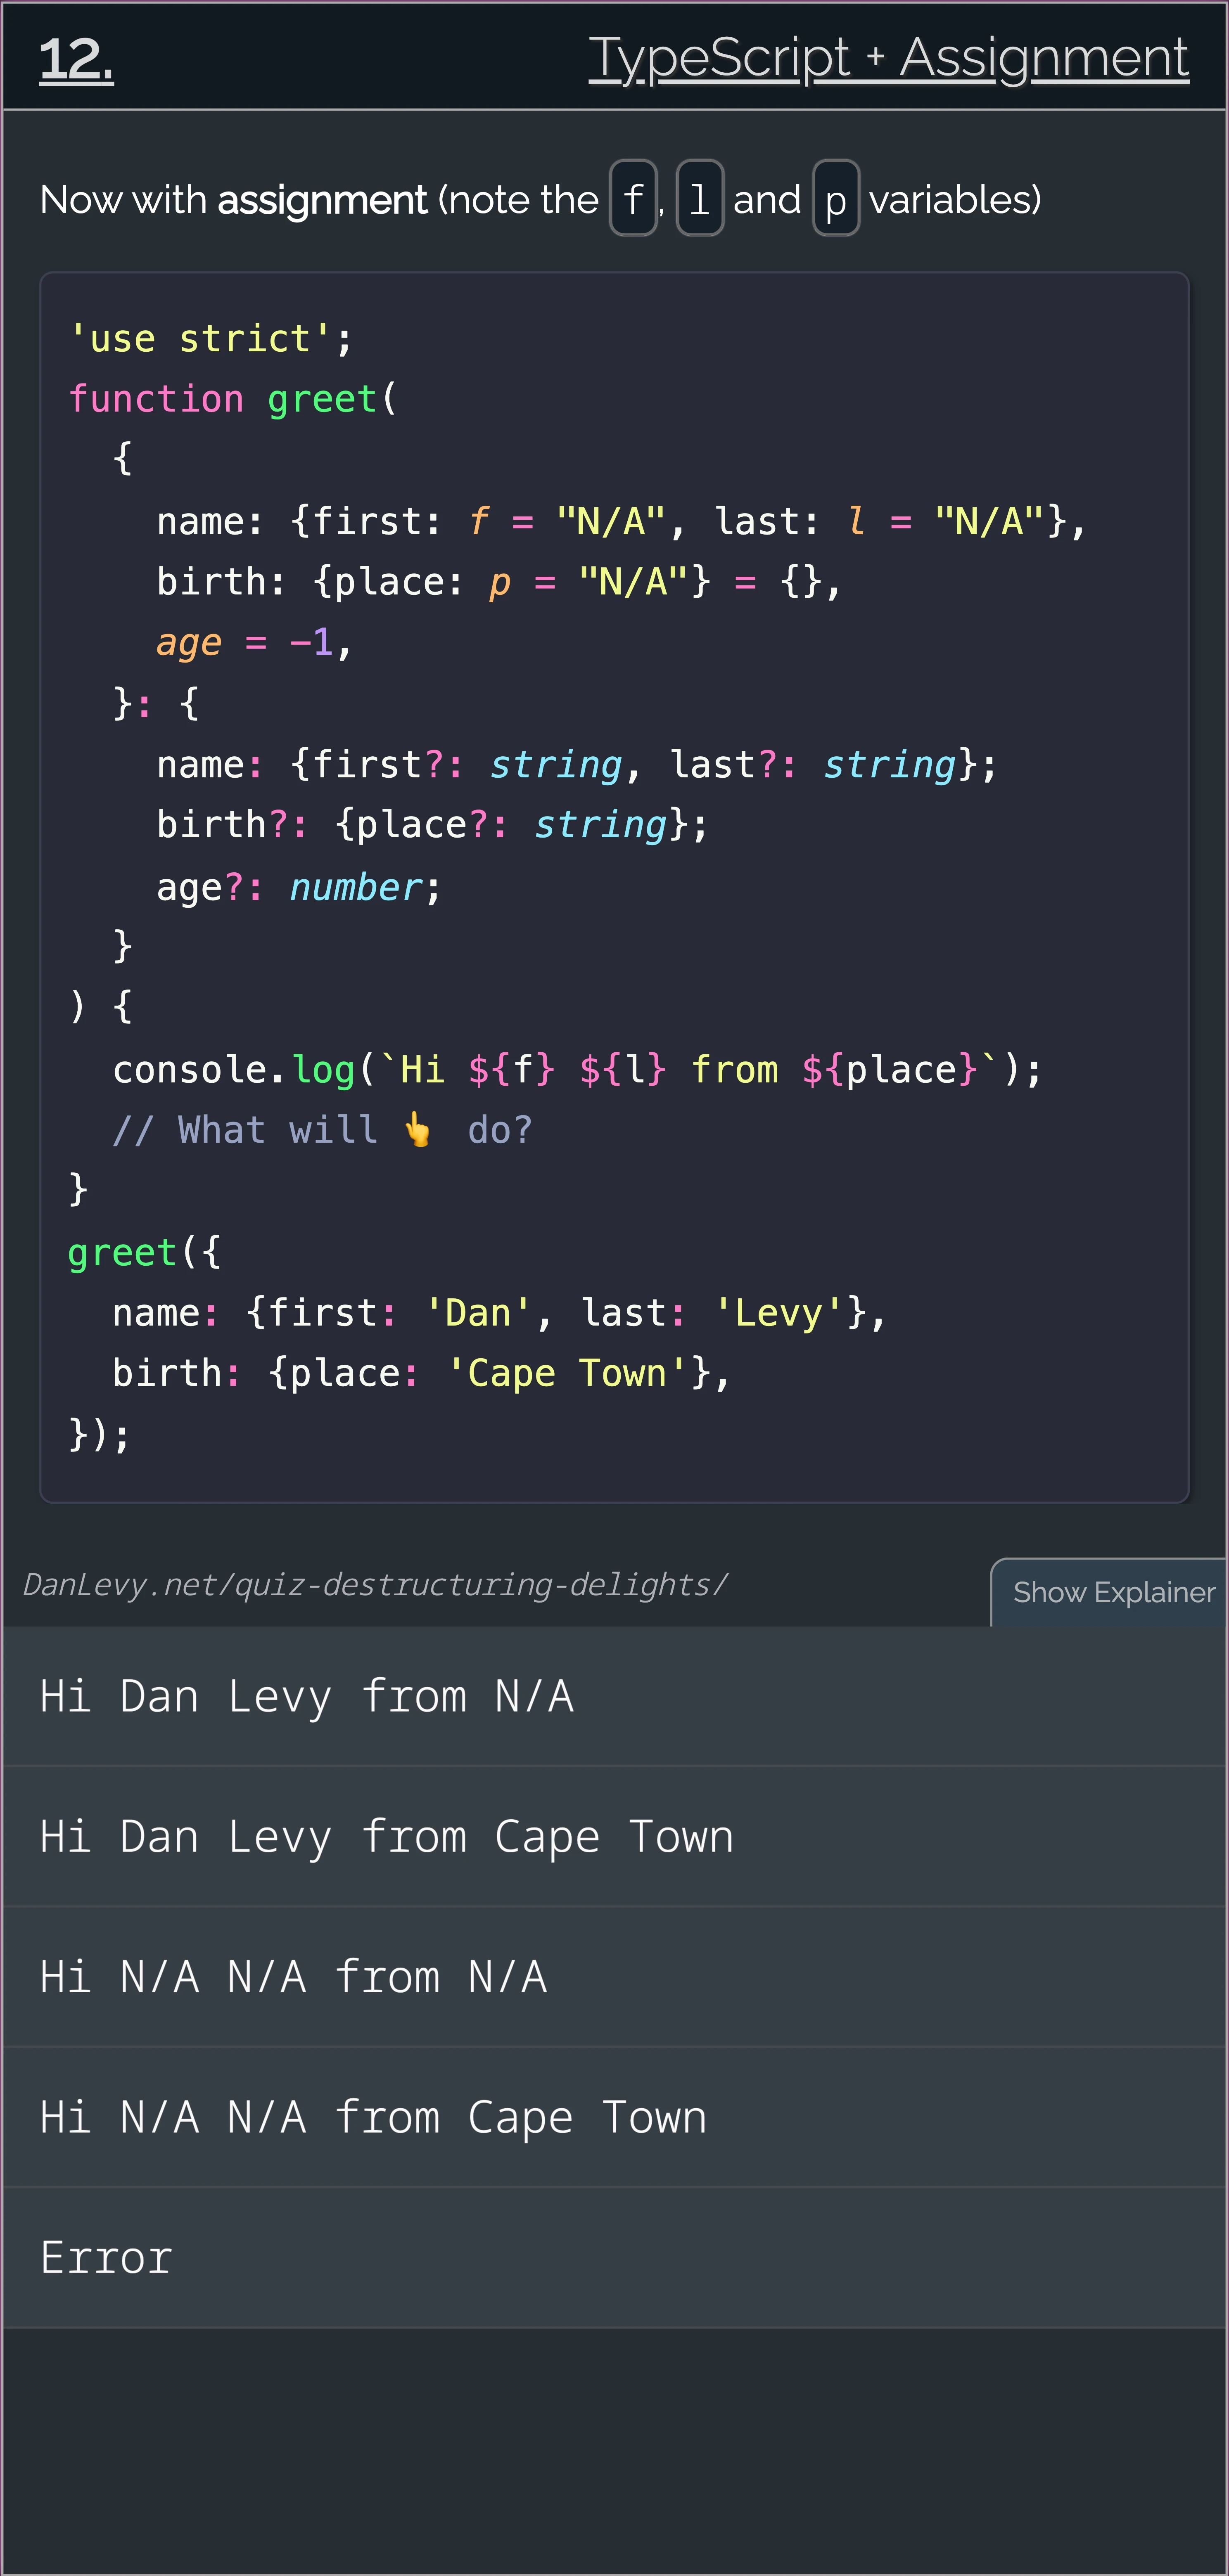 12.
TypeScript + Assignment
Now with assignment (note the f, l and p variables)
'use strict';
function greet(
  {
    name: {first: f = "N/A", last: l = "N/A"},
    birth: {place: p = "N/A"} = {},
    age = -1,
  }: {
    name: {first?: string, last?: string};
    birth?: {place?: string};
    age?: number;
  }
) {
  console.log(`Hi ${f} ${l} from ${place}`);
  // What will 👆 do?
}
greet({
  name: {first: 'Dan', last: 'Levy'},
  birth: {place: 'Cape Town'},
});
DanLevy.net/quiz-destructuring-delights/
Show Explainer
Hi Dan Levy from N/A
Hi Dan Levy from Cape Town
Hi N/A N/A from N/A
Hi N/A N/A from Cape Town
Error